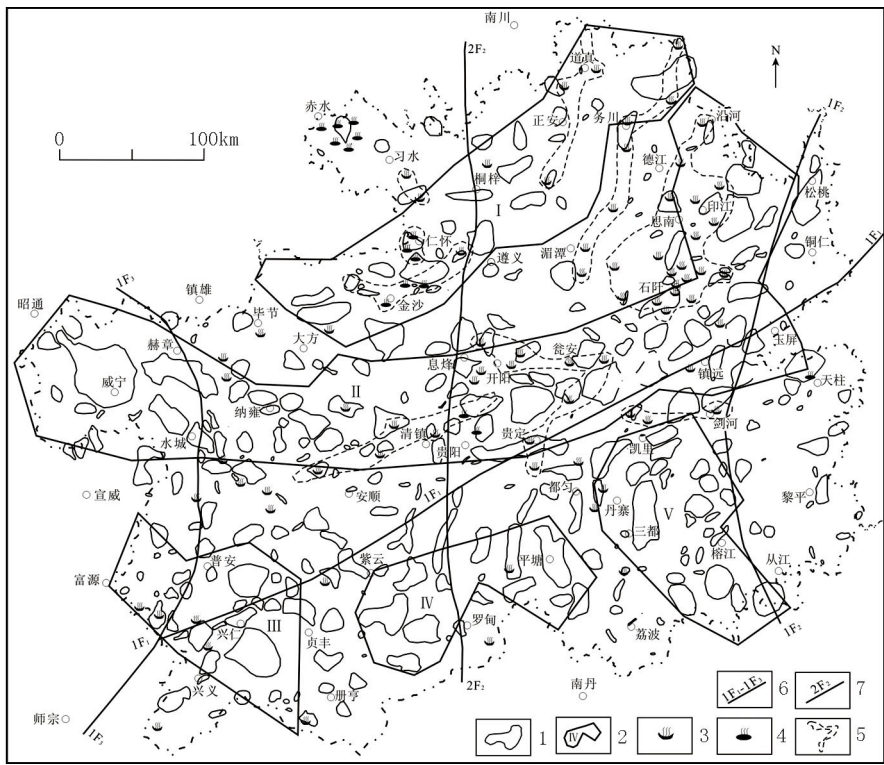 南川
2F₂
N
道真
赤水
1F₂
沿河
0
100km
正安
务川
习水
德江
桐梓
松桃
印江
I
思南
仁怀
铜仁
湄潭
遵义
1F₁
1F₃
石阡
镇雄
金沙
昭通
毕节
玉屏
赫章
大方
瓮安
息烽
镇远
威宁
开阳
天柱
II
纳雍
剑河
清镇
贵定
水城
贵阳
凯里
宣威
安顺
1F₁
都匀
黎平
丹寨
V
三都
榕江
普安
紫云
平塘
从江
富源
IV
兴仁
III
罗甸
1F₁
贞丰
荔波
1F₂
兴义
册亨
2F₂
南丹
1F₁-1F₃
6
2F₂
7
师宗
1F₃
1
IV
2
3
4
5